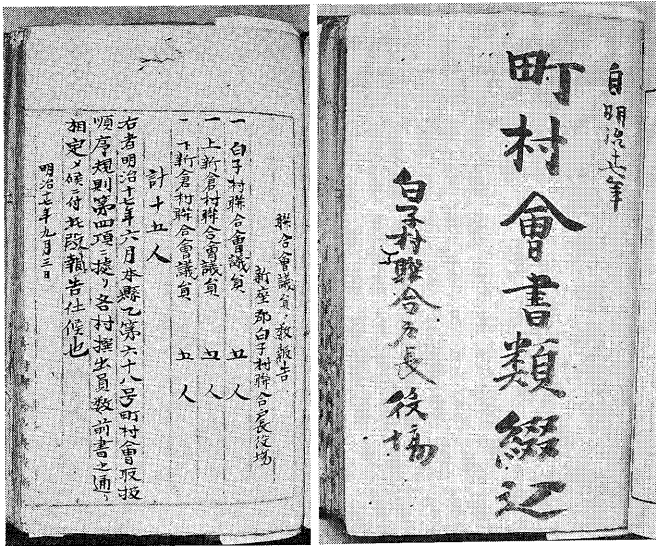 自明治十七年
町村會書類綴込
白子村聯合戸長役場
聯合會議員ノ数報告
新座郡白子村聯合戸長役場
一 白子村聯合會議員 五人
一 上新倉村聯合會議員 五人
一 下新倉村聯合會議員 五人
計十五人
右者明治十七年六月本縣乙第六十八号町村會取扱
順序規則第四項ニ據リ各村撰出員数前書之通リ
相定メ候ニ付此段報告仕候也
明治十七年九月三日